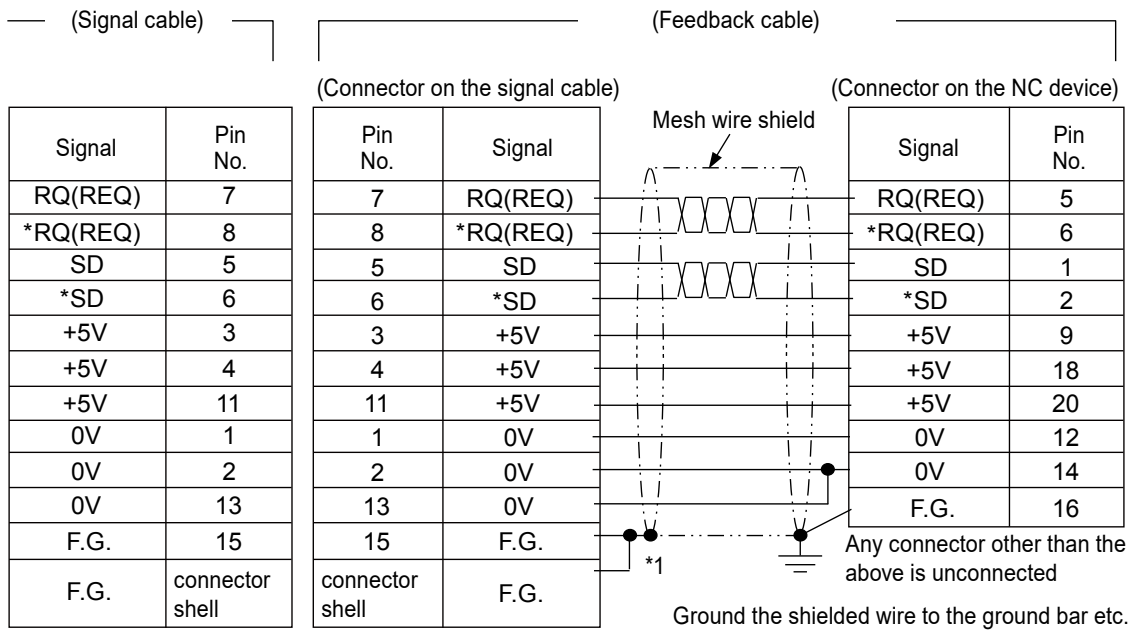 (Signal cable) (Feedback cable)
(Connector on the signal cable) (Connector on the NC device)
Mesh wire shield
Signal Pin No. Pin No. Signal Signal Pin No.
RQ(REQ) 7 7 RQ(REQ) RQ(REQ) 5
*RQ(REQ) 8 8 *RQ(REQ) *RQ(REQ) 6
SD 5 5 SD SD 1
*SD 6 6 *SD *SD 2
+5V 3 3 +5V +5V 9
+5V 4 4 +5V +5V 18
+5V 11 11 +5V +5V 20
0V 1 1 0V 0V 12
0V 2 2 0V 0V 14
0V 13 13 0V F.G. 16
F.G. 15 15 F.G.
*1
Any connector other than the
above is unconnected
F.G. connector shell connector shell F.G.
Ground the shielded wire to the ground bar etc.